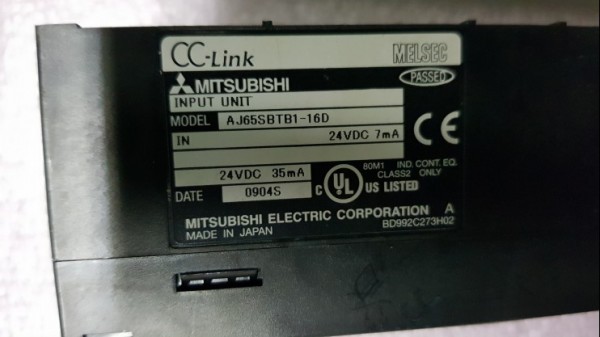 CC-Link MELSEC
MITSUBISHI PASSED
INPUT UNIT
MODEL AJ65SBTB1-16D
IN 24VDC 7mA
24VDC 35mA
80M1 IND. CONT. EQ.
CLASS2 ONLY
DATE 0904S C UL US LISTED
MITSUBISHI ELECTRIC CORPORATION A
MADE IN JAPAN BD992C273H02
CE